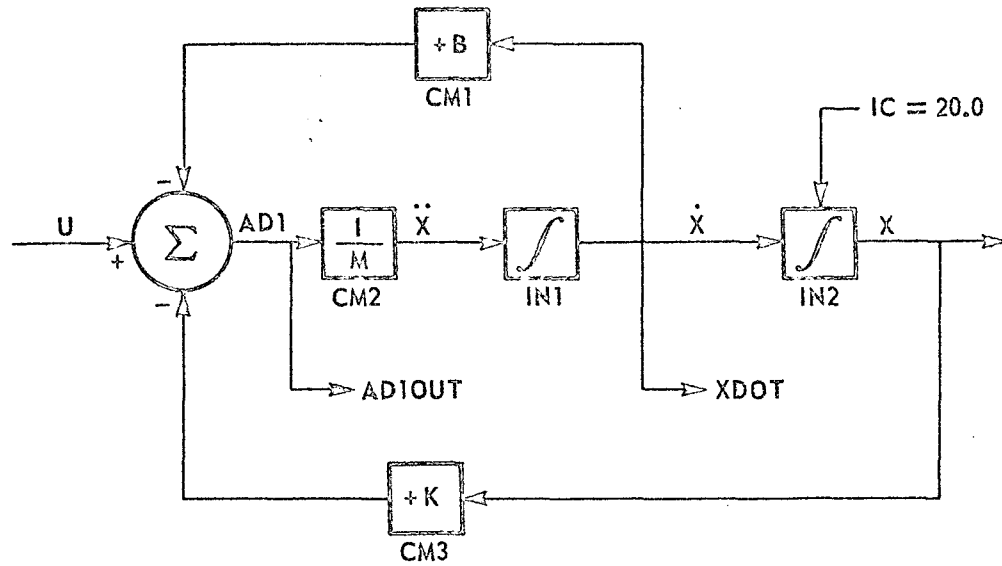 +B
CM1
IC = 20.0
−
U
+
Σ
AD1
1
M
CM2
Ẍ
∫
IN1
Ẋ
∫
IN2
X
−
AD1OUT
XDOT
+K
CM3